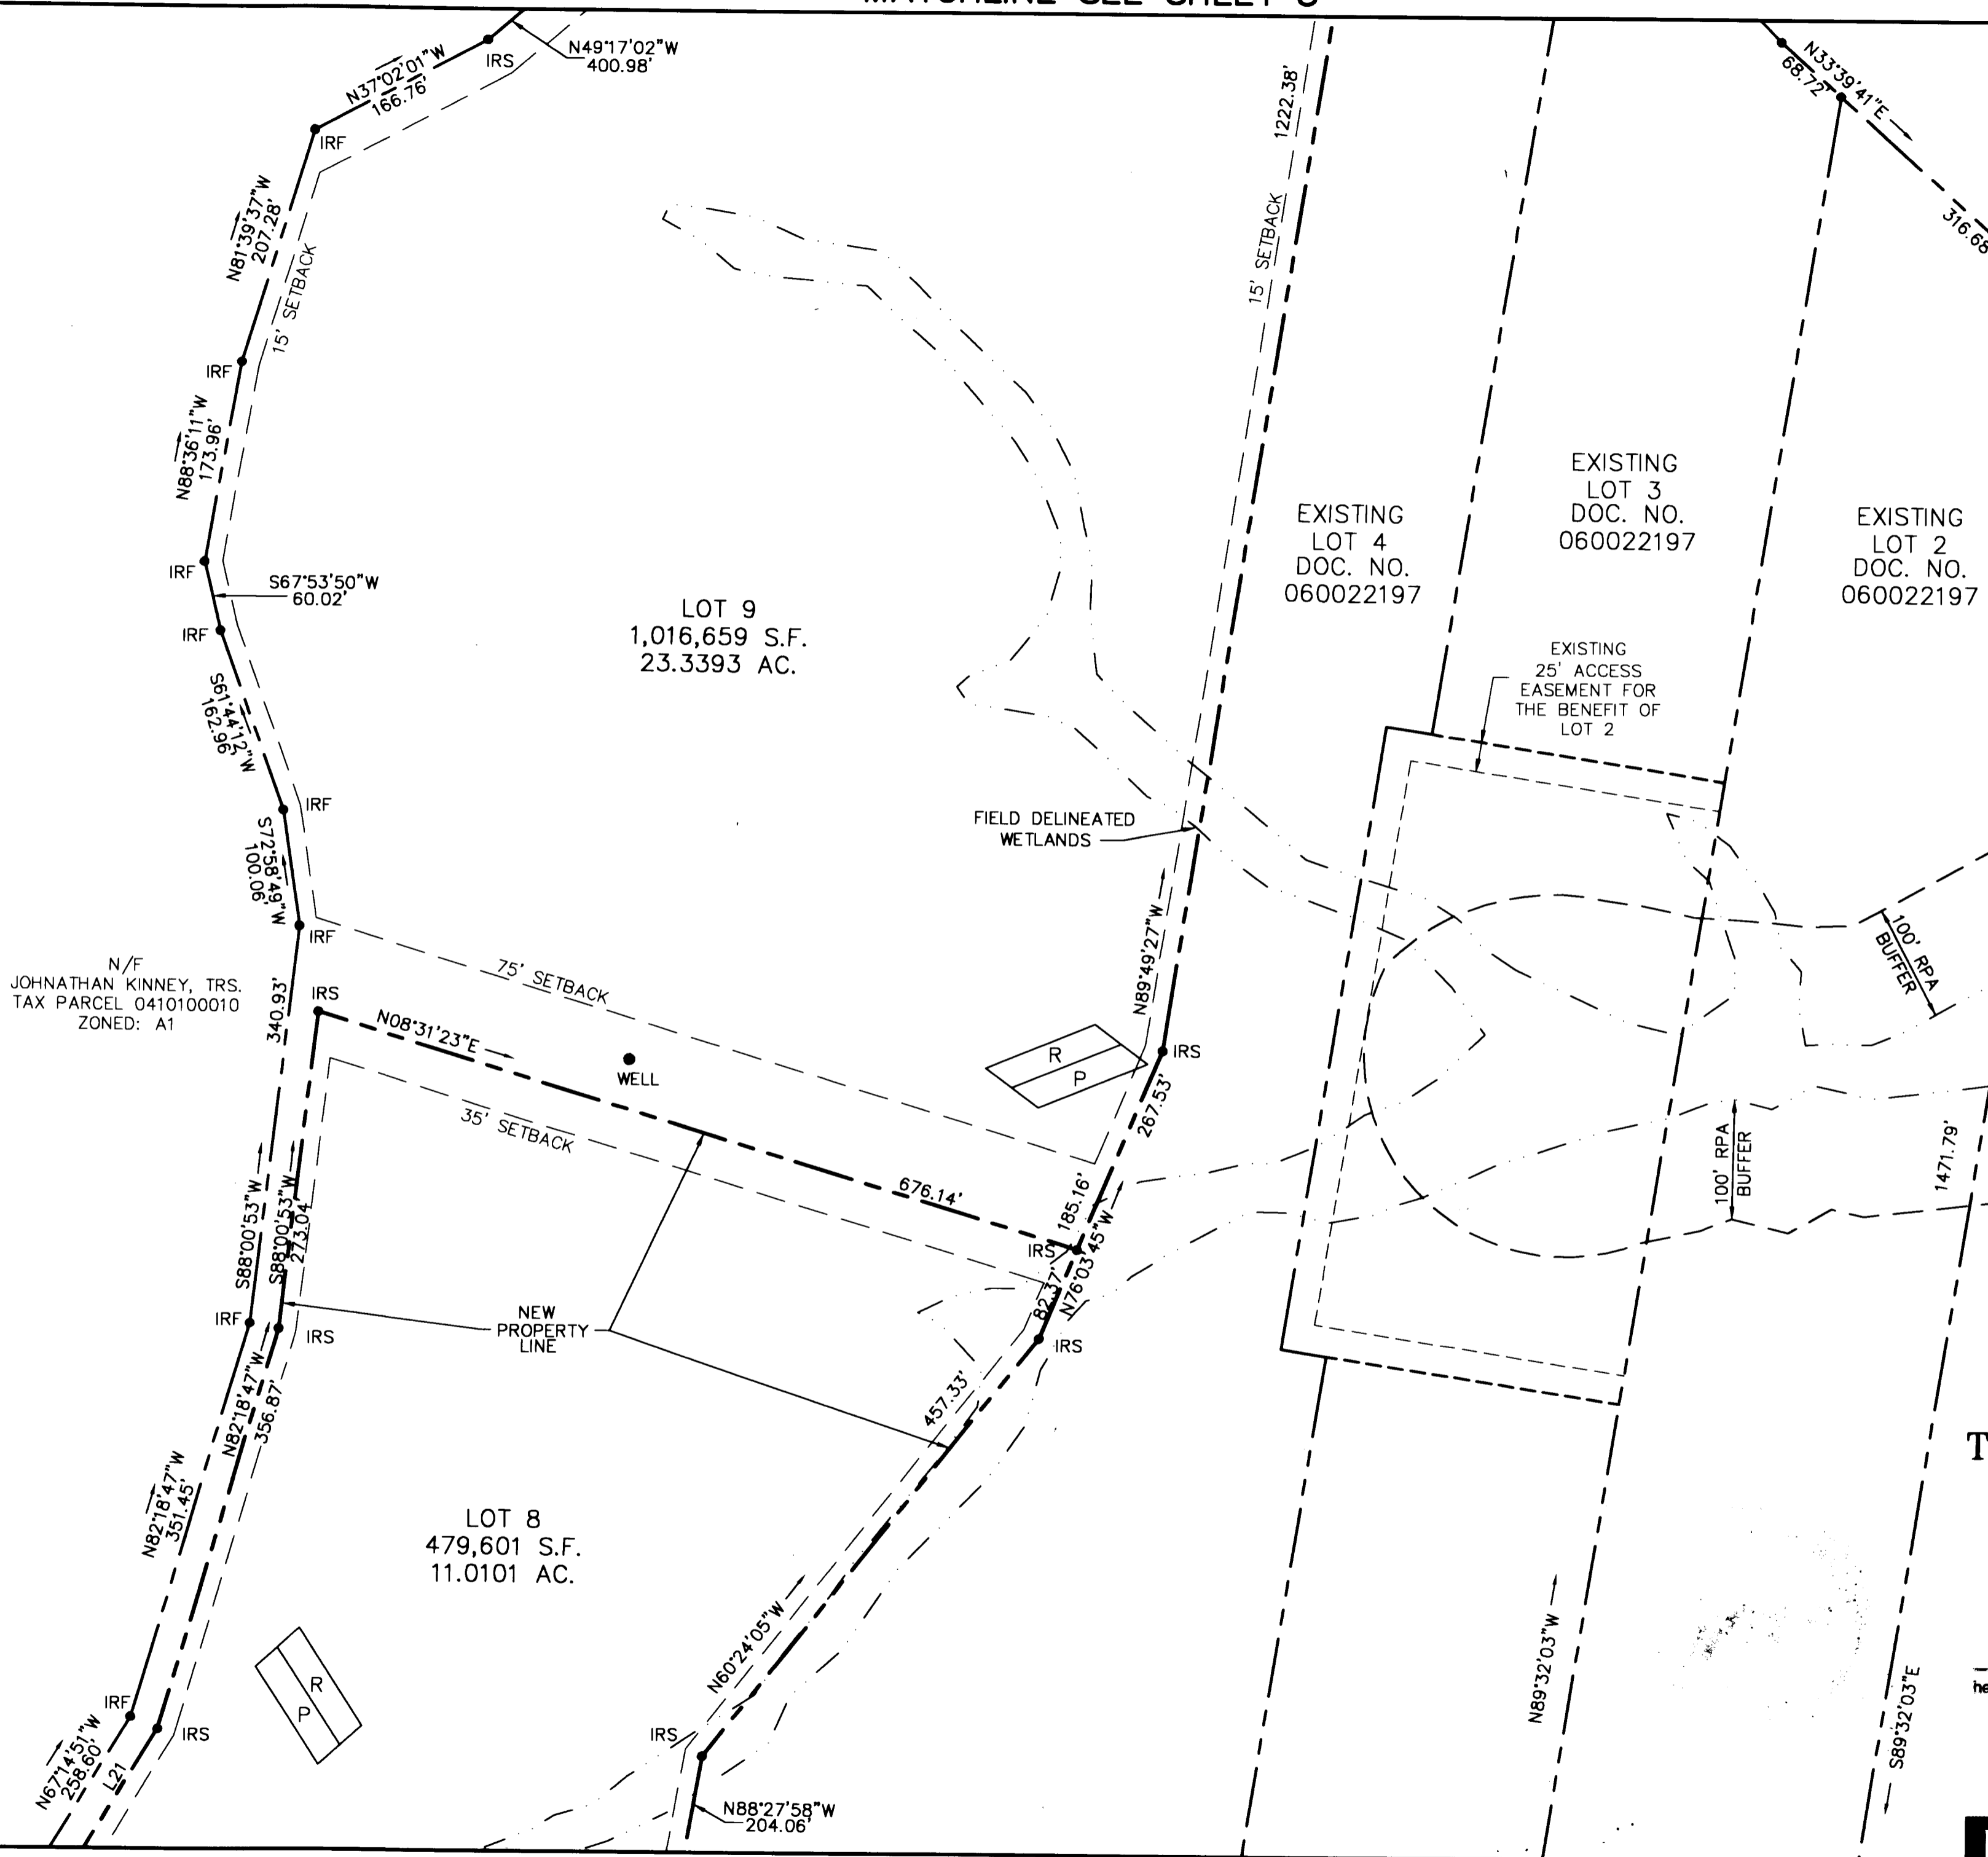 MATCHLINE SEE SHEET
N49°17'02"W
400.98'
IRS
N37°02'01"W
166.76'
IRF
N33°39'41"E
68.72'
316.68
1222.38'
15' SETBACK
N81°39'37"W
207.28'
15' SETBACK
IRF
N88°36'11"W
173.96'
IRF
S67°53'50"W
60.02'
IRF
LOT 9
1,016,659 S.F.
23.3393 AC.
EXISTING
LOT 4
DOC. NO.
060022197
EXISTING
LOT 3
DOC. NO.
060022197
EXISTING
LOT 2
DOC. NO.
060022197
EXISTING
25' ACCESS
EASEMENT FOR
THE BENEFIT OF
LOT 2
S61°44'12"W
162.96'
IRF
S72°58'49"W
100.06'
IRF
FIELD DELINEATED
WETLANDS
N89°49'27"W
100' RPA
BUFFER
N/F
JOHNATHAN KINNEY, TRS.
TAX PARCEL 0410100010
ZONED: A1
340.93'
IRS
75' SETBACK
N08°31'23"E
WELL
R
P
IRS
267.53'
35' SETBACK
676.14'
185.16'
N76°03'45"W
IRS
82.37'
IRS
100' RPA
BUFFER
1471.79'
S88°00'53"W
S88°00'53"W
273.04'
IRF
IRS
NEW
PROPERTY
LINE
N82°18'47"W
356.87'
457.33'
N82°18'47"W
351.45'
LOT 8
479,601 S.F.
11.0101 AC.
N60°24'05"W
R
P
IRF
IRS
IRS
N67°14'51"W
258.60'
L21
N88°27'58"W
204.06'
N89°32'03"W
S89°32'03"E
T
he